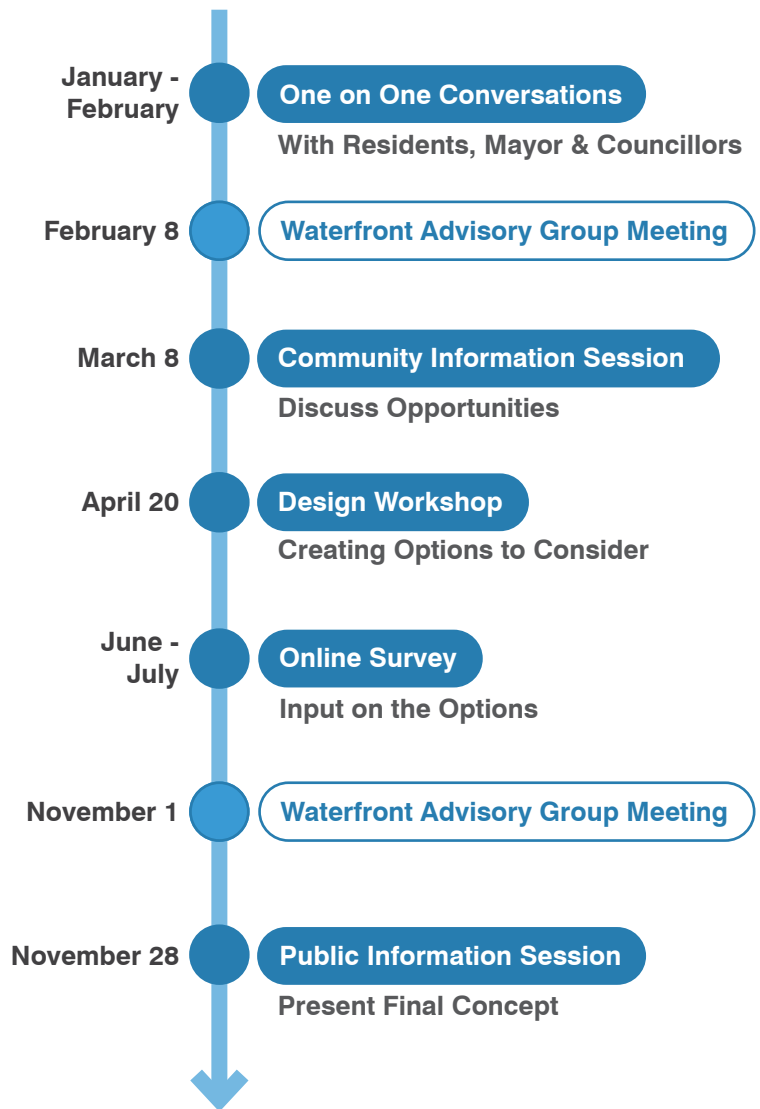 January -
February
One on One Conversations
With Residents, Mayor & Councillors
February 8
Waterfront Advisory Group Meeting
March 8
Community Information Session
Discuss Opportunities
April 20
Design Workshop
Creating Options to Consider
June -
July
Online Survey
Input on the Options
November 1
Waterfront Advisory Group Meeting
November 28
Public Information Session
Present Final Concept